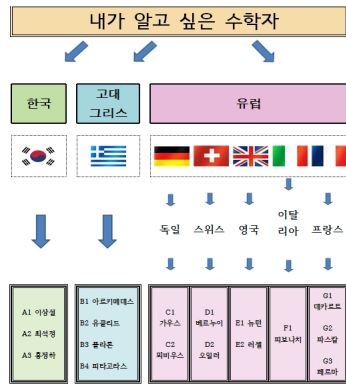 내가 알고 싶은 수학자
한국
고대
그리스
유럽
독일
스위스
영국
이탈
리아
프랑스
A1 이상설
A2 최석정
A3 홍정하
B1 아르키메데스
B2 유클리드
B3 플라톤
B4 피타고라스
C1
가우스
C2
뫼비우스
D1
베르누이
D2
오일러
E1 뉴턴
E2 러셀
F1
피보나치
G1
데카르트
G2
파스칼
G3
페르마